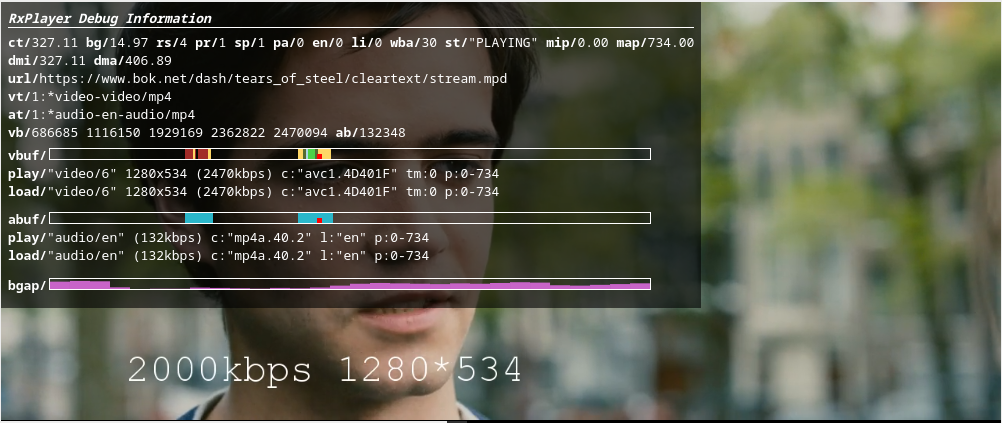 RxPlayer Debug Information
ct/327.11 bg/14.97 rs/4 pr/1 sp/1 pa/0 en/0 li/0 wba/30 st/"PLAYING" mip/0.00 map/734.00
dmi/327.11 dma/406.89
url/https://www.bok.net/dash/tears_of_steel/cleartext/stream.mpd
vt/1:*video-video/mp4
at/1:*audio-en-audio/mp4
vb/686685 1116150 1929169 2362822 2470094 ab/132348
vbuf/
play/"video/6" 1280x534 (2470kbps) c:"avc1.4D401F" tm:0 p:0-734
load/"video/6" 1280x534 (2470kbps) c:"avc1.4D401F" tm:0 p:0-734
abuf/
play/"audio/en" (132kbps) c:"mp4a.40.2" l:"en" p:0-734
load/"audio/en" (132kbps) c:"mp4a.40.2" l:"en" p:0-734
bgap/
2000kbps 1280*534